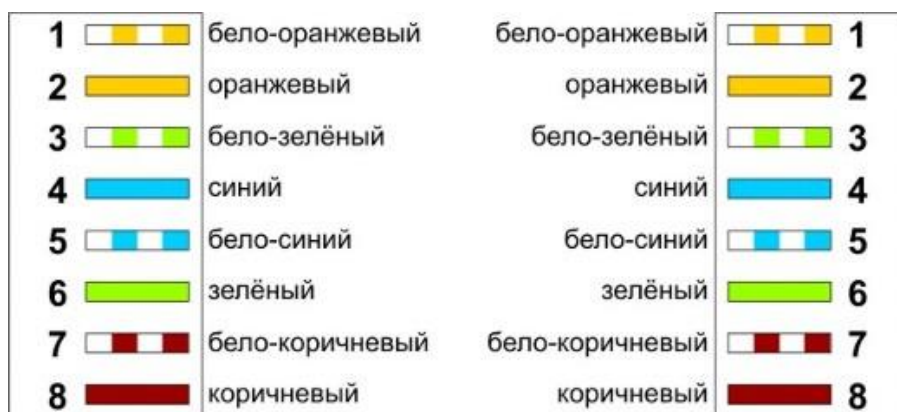 1 бело-оранжевый бело-оранжевый 1
2 оранжевый оранжевый 2
3 бело-зелёный бело-зелёный 3
4 синий синий 4
5 бело-синий бело-синий 5
6 зелёный зелёный 6
7 бело-коричневый бело-коричневый 7
8 коричневый коричневый 8